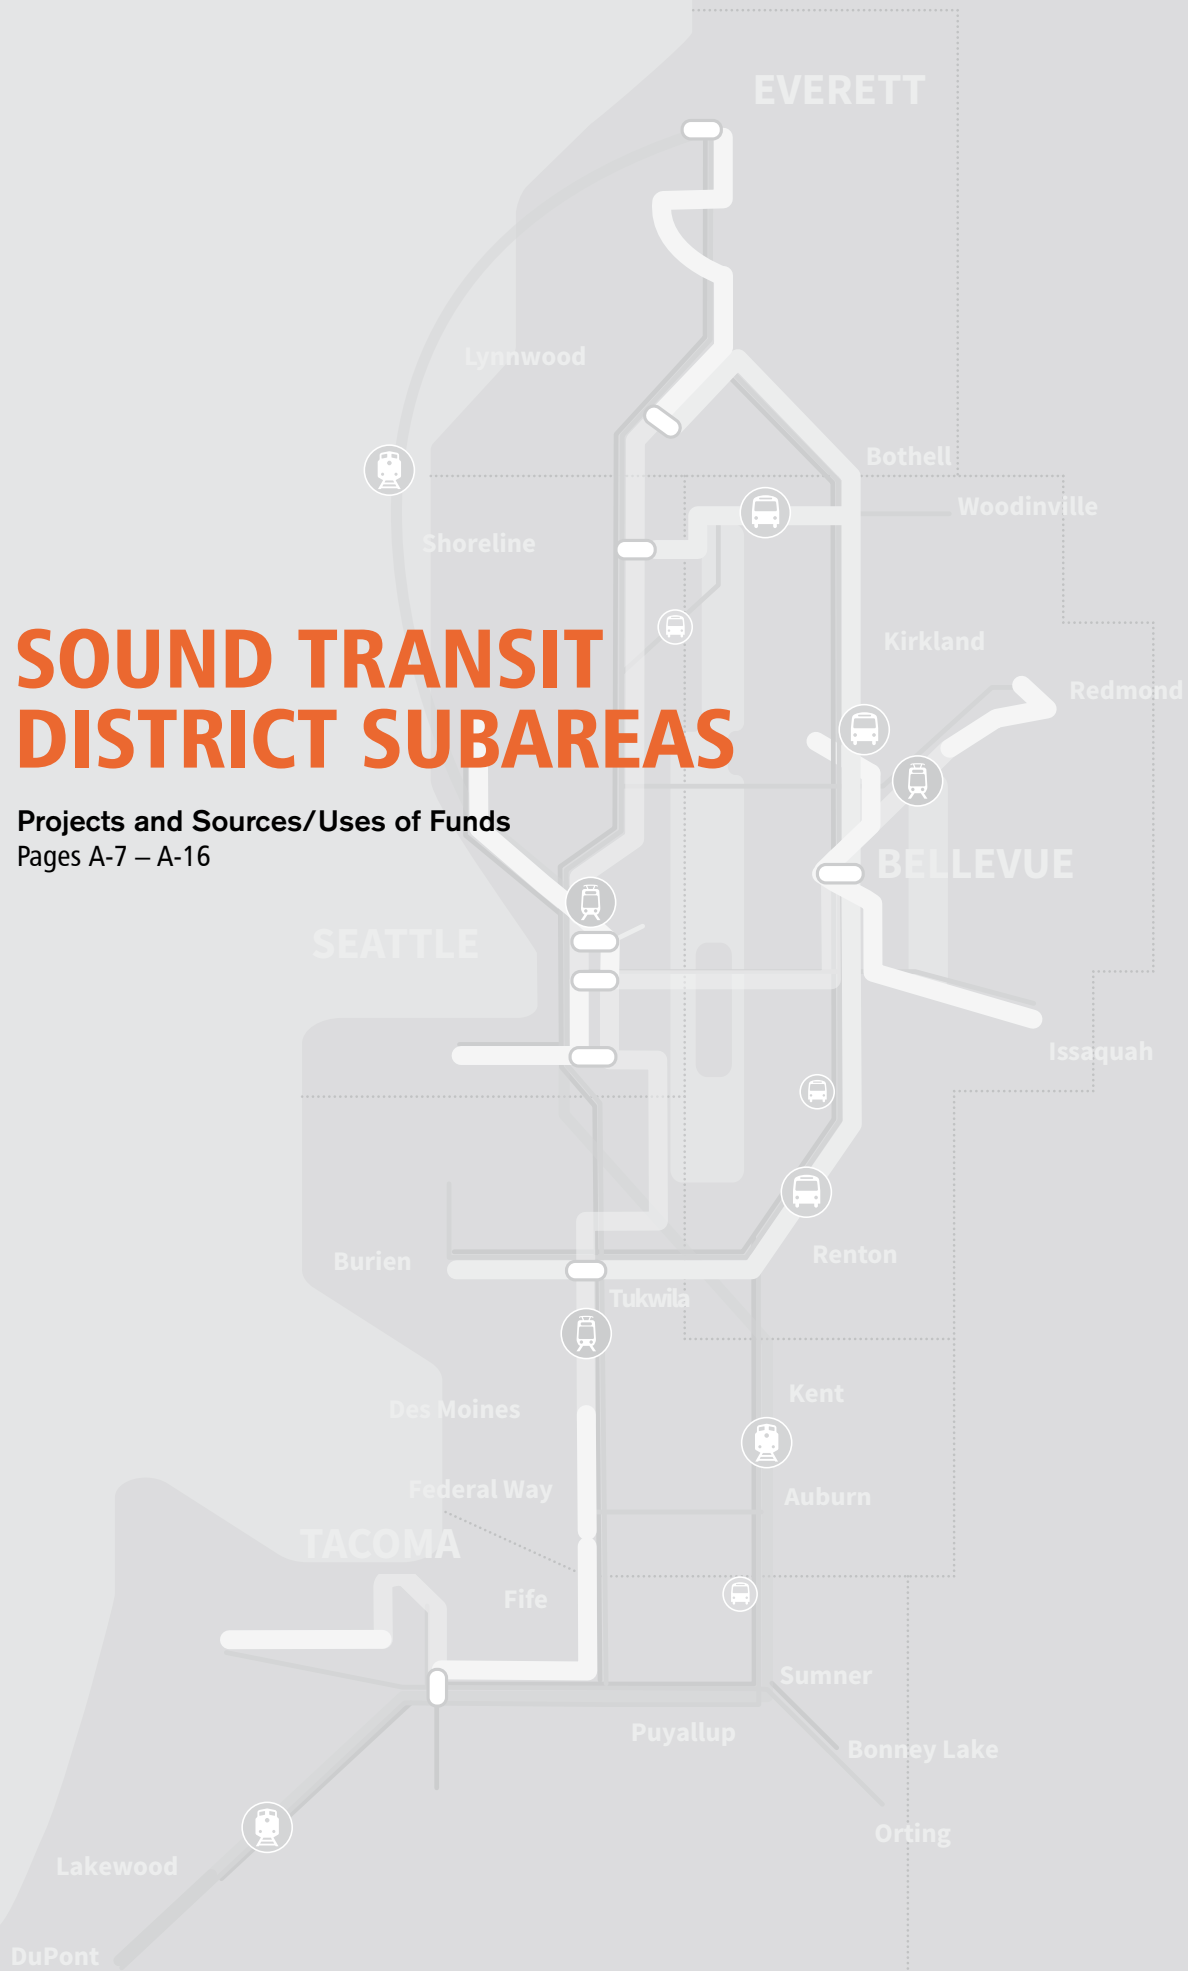 EVERETT
Lynnwood
Bothell
Woodinville
Shoreline
SOUND TRANSIT
DISTRICT SUBAREAS
Kirkland
Redmond
Projects and Sources/Uses of Funds
Pages A-7 – A-16
BELLEVUE
SEATTLE
Issaquah
Burien
Renton
Tukwila
Des Moines
Kent
Federal Way
Auburn
TACOMA
Fife
Sumner
Puyallup
Bonney Lake
Orting
Lakewood
DuPont